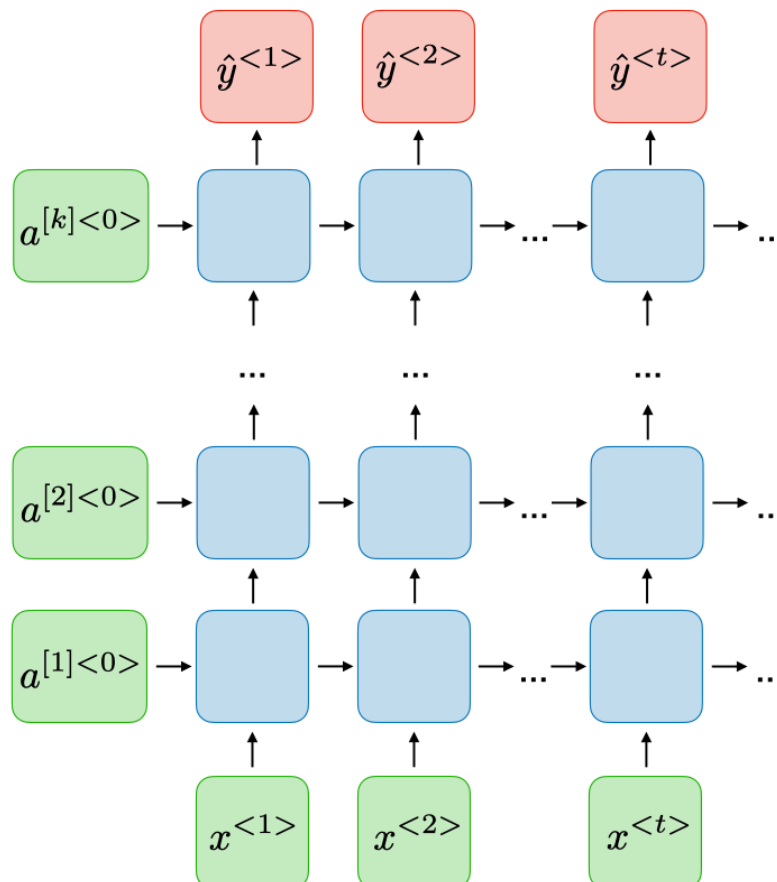 ŷ<1> ŷ<2> ŷ<t>
a[k]<0> ... ..
... ... ...
a[2]<0> ... ..
a[1]<0> ... ..
x<1> x<2> x<t>